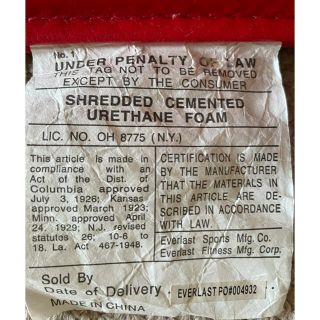 No. 1
UNDER PENALTY OF LAW
THIS TAG NOT TO BE REMOVED
EXCEPT BY THE CONSUMER
SHREDDED CEMENTED
URETHANE FOAM
LIC. NO. OH 8775 (N.Y.)
This article is made in
compliance with an
Act of the Dist. of
Columbia approved
July 3, 1926; Kansas
approved March 1923;
Minn. approved April
24, 1929; N.J. revised
statutes 26; 10-6 to
18. La. Act 467-1948.
CERTIFICATION IS MADE
BY THE MANUFACTURER
THAT THE MATERIALS IN
THIS ARTICLE ARE DE-
SCRIBED IN ACCORDANCE
WITH LAW.
Everlast Sports Mfg. Co.
Everlast Fitness Mfg. Corp.
Sold By
Date of Delivery
EVERLAST PO#004932
MADE IN CHINA